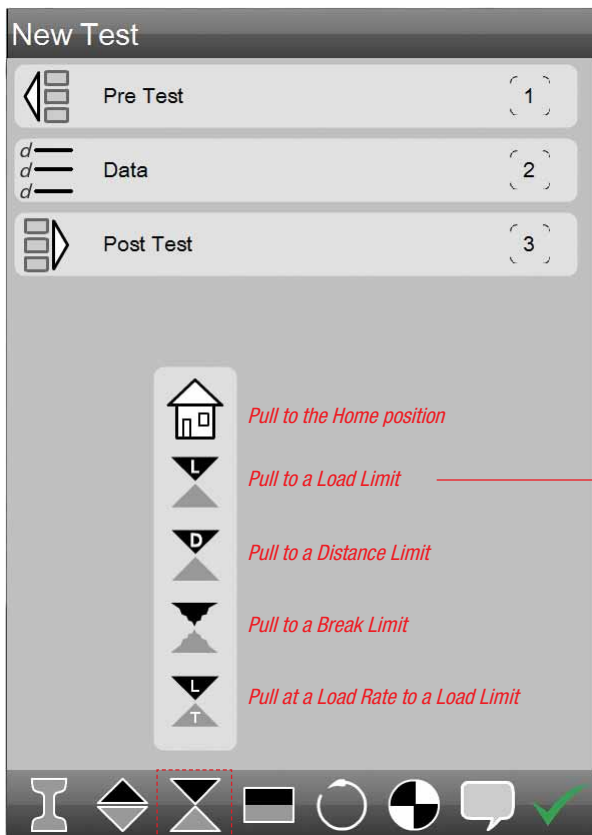 New Test
Pre Test 1
d
d Data 2
d
Post Test 3
Pull to the Home position
L Pull to a Load Limit
D Pull to a Distance Limit
Pull to a Break Limit
L Pull at a Load Rate to a Load Limit
T